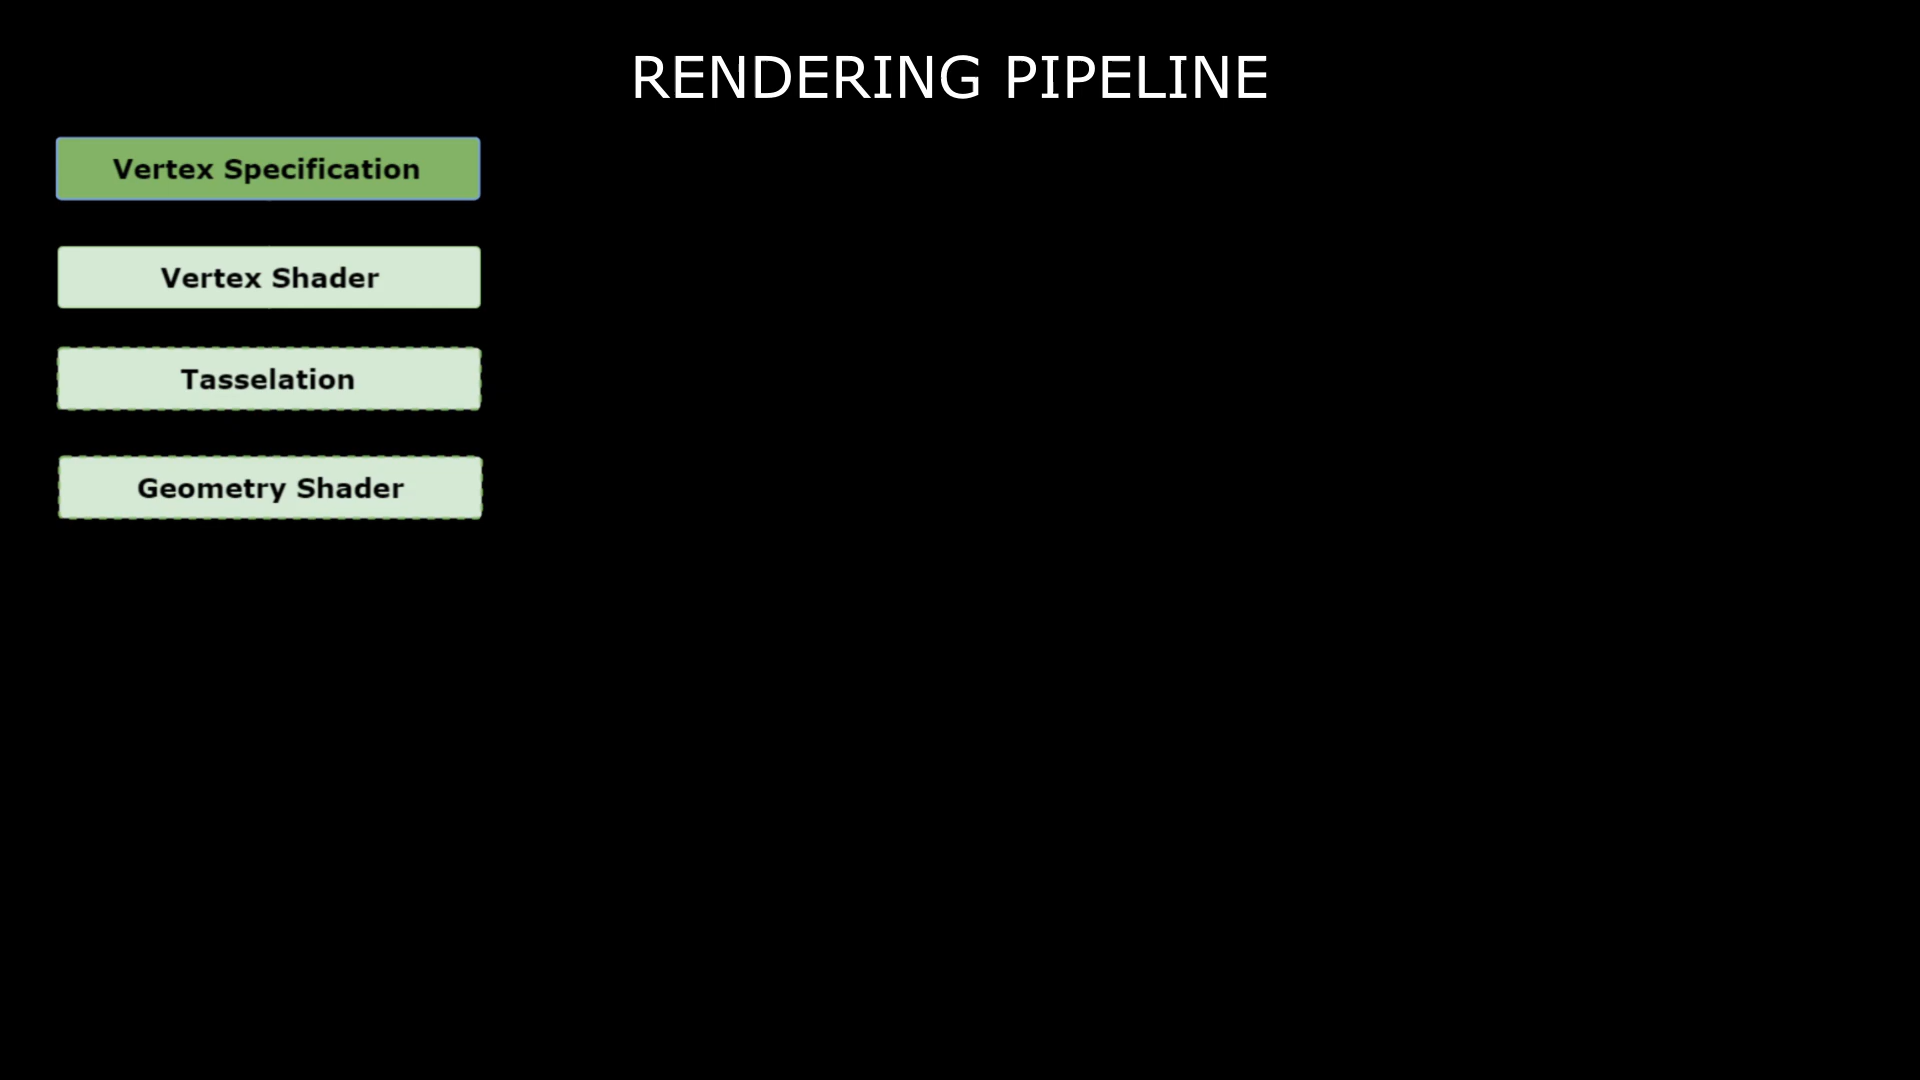 RENDERING PIPELINE
Vertex Specification
Vertex Shader
Tasselation
Geometry Shader